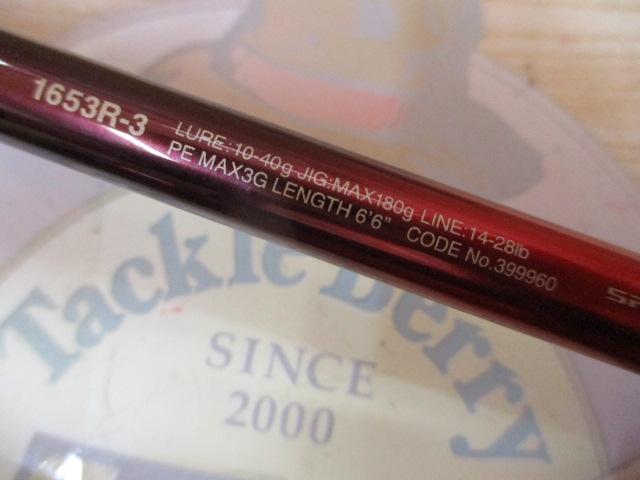 1653R-3
LURE:10-40g JIG:MAX180g LINE:14-28lb
PE MAX3G LENGTH 6'6" CODE No.399960
Tackle Berry
SINCE
2000